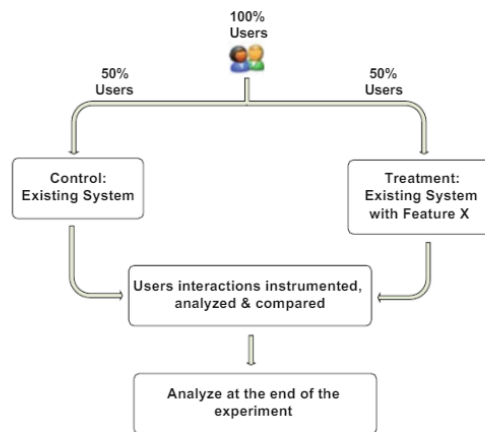 100%
Users
50%
Users
50%
Users
Control:
Existing System
Treatment:
Existing System
with Feature X
Users interactions instrumented,
analyzed & compared
Analyze at the end of the
experiment